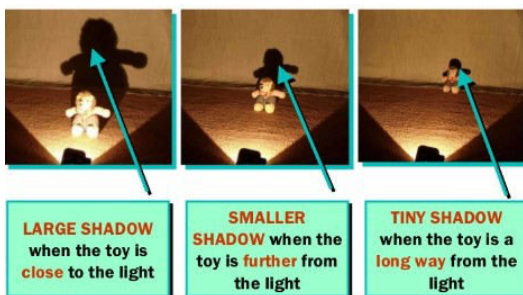 LARGE SHADOW
when the toy is
close to the light
SMALLER
SHADOW when the
toy is further from
the light
TINY SHADOW
when the toy is a
long way from the
light